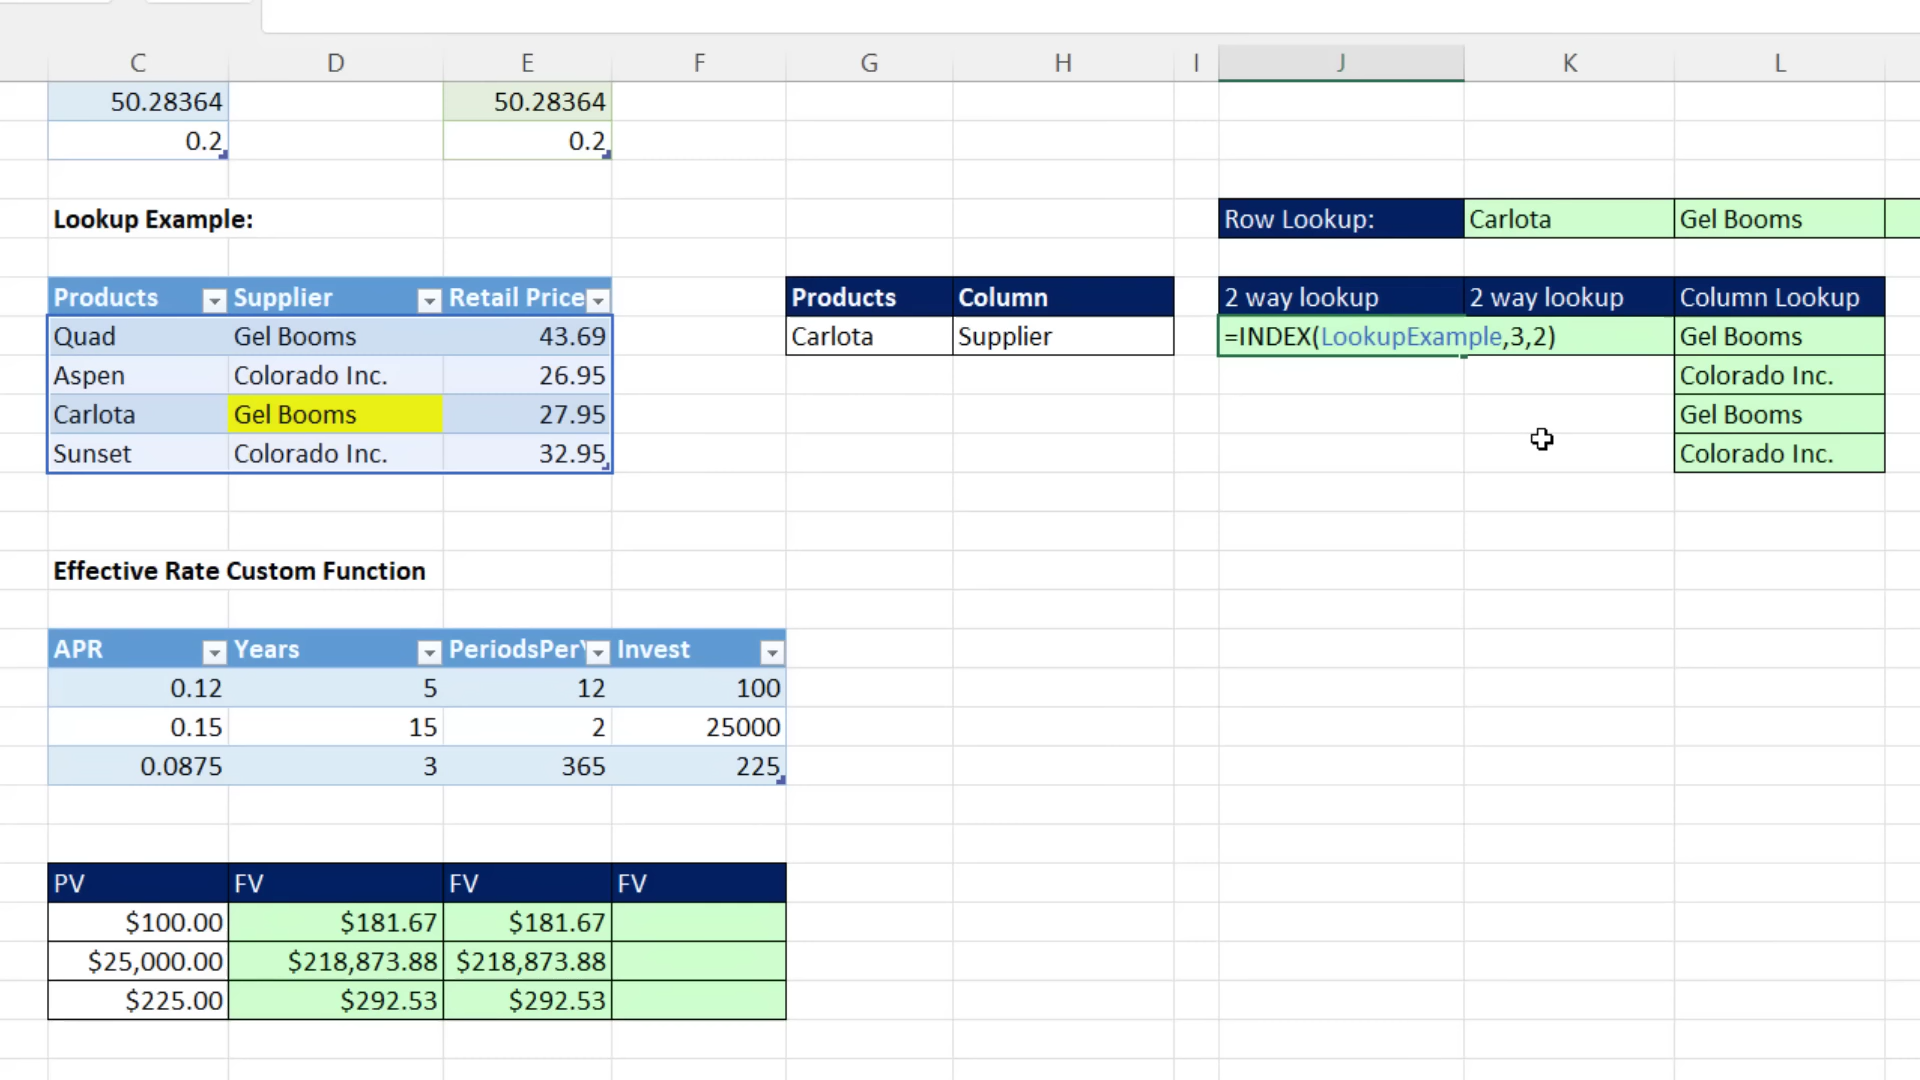 C D E F G H I J K L
50.28364 50.28364
0.2 0.2
Lookup Example: Row Lookup: Carlota Gel Booms
Products Supplier Retail Price Products Column 2 way lookup 2 way lookup Column Lookup
Quad Gel Booms 43.69 Carlota Supplier =INDEX(LookupExample,3,2) Gel Booms
Aspen Colorado Inc. 26.95 Colorado Inc.
Carlota Gel Booms 27.95 Gel Booms
Sunset Colorado Inc. 32.95 Colorado Inc.
Effective Rate Custom Function
APR Years PeriodsPer Invest
0.12 5 12 100
0.15 15 2 25000
0.0875 3 365 225
PV FV FV FV
$100.00 $181.67 $181.67
$25,000.00 $218,873.88 $218,873.88
$225.00 $292.53 $292.53